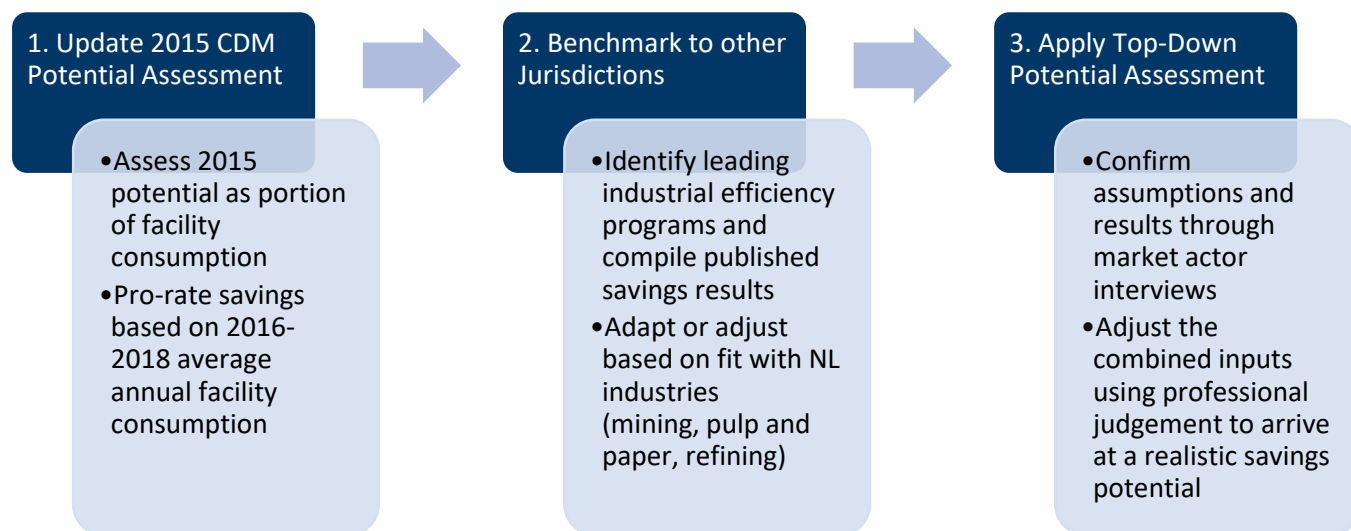 1. Update 2015 CDM
Potential Assessment
•Assess 2015
potential as portion
of facility
consumption
•Pro-rate savings
based on 2016-
2018 average
annual facility
consumption
2. Benchmark to other
Jurisdictions
•Identify leading
industrial efficiency
programs and
compile published
savings results
•Adapt or adjust
based on fit with NL
industries
(mining, pulp and
paper, refining)
3. Apply Top-Down
Potential Assessment
•Confirm
assumptions and
results through
market actor
interviews
•Adjust the
combined inputs
using professional
judgement to arrive
at a realistic savings
potential